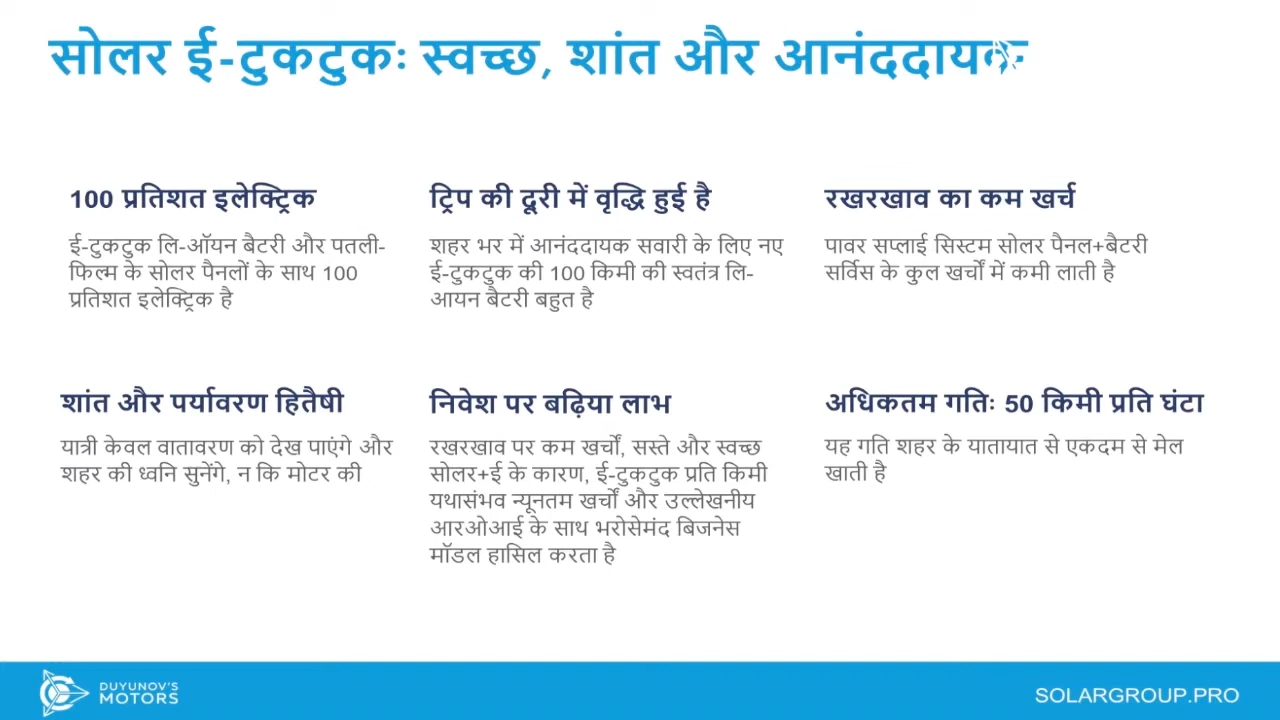 सोलर ई-टुकटुकः स्वच्छ, शांत और आनंददायक
100 प्रतिशत इलेक्ट्रिक
ई-टुकटुक लि-ऑयन बैटरी और पतली-
फिल्म के सोलर पैनलों के साथ 100
प्रतिशत इलेक्ट्रिक है
ट्रिप की दूरी में वृद्धि हुई है
शहर भर में आनंददायक सवारी के लिए नए
ई-टुकटुक की 100 किमी की स्वतंत्र लि-
आयन बैटरी बहुत है
रखरखाव का कम खर्च
पावर सप्लाई सिस्टम सोलर पैनल+बैटरी
सर्विस के कुल खर्चों में कमी लाती है
शांत और पर्यावरण हितैषी
यात्री केवल वातावरण को देख पाएंगे और
शहर की ध्वनि सुनेंगे, न कि मोटर की
निवेश पर बढ़िया लाभ
रखरखाव पर कम खर्चों, सस्ते और स्वच्छ
सोलर+ई के कारण, ई-टुकटुक प्रति किमी
यथासंभव न्यूनतम खर्चों और उल्लेखनीय
आरओआई के साथ भरोसेमंद बिजनेस
मॉडल हासिल करता है
अधिकतम गतिः 50 किमी प्रति घंटा
यह गति शहर के यातायात से एकदम से मेल
खाती है
DUYUNOV'S
MOTORS
SOLARGROUP.PRO